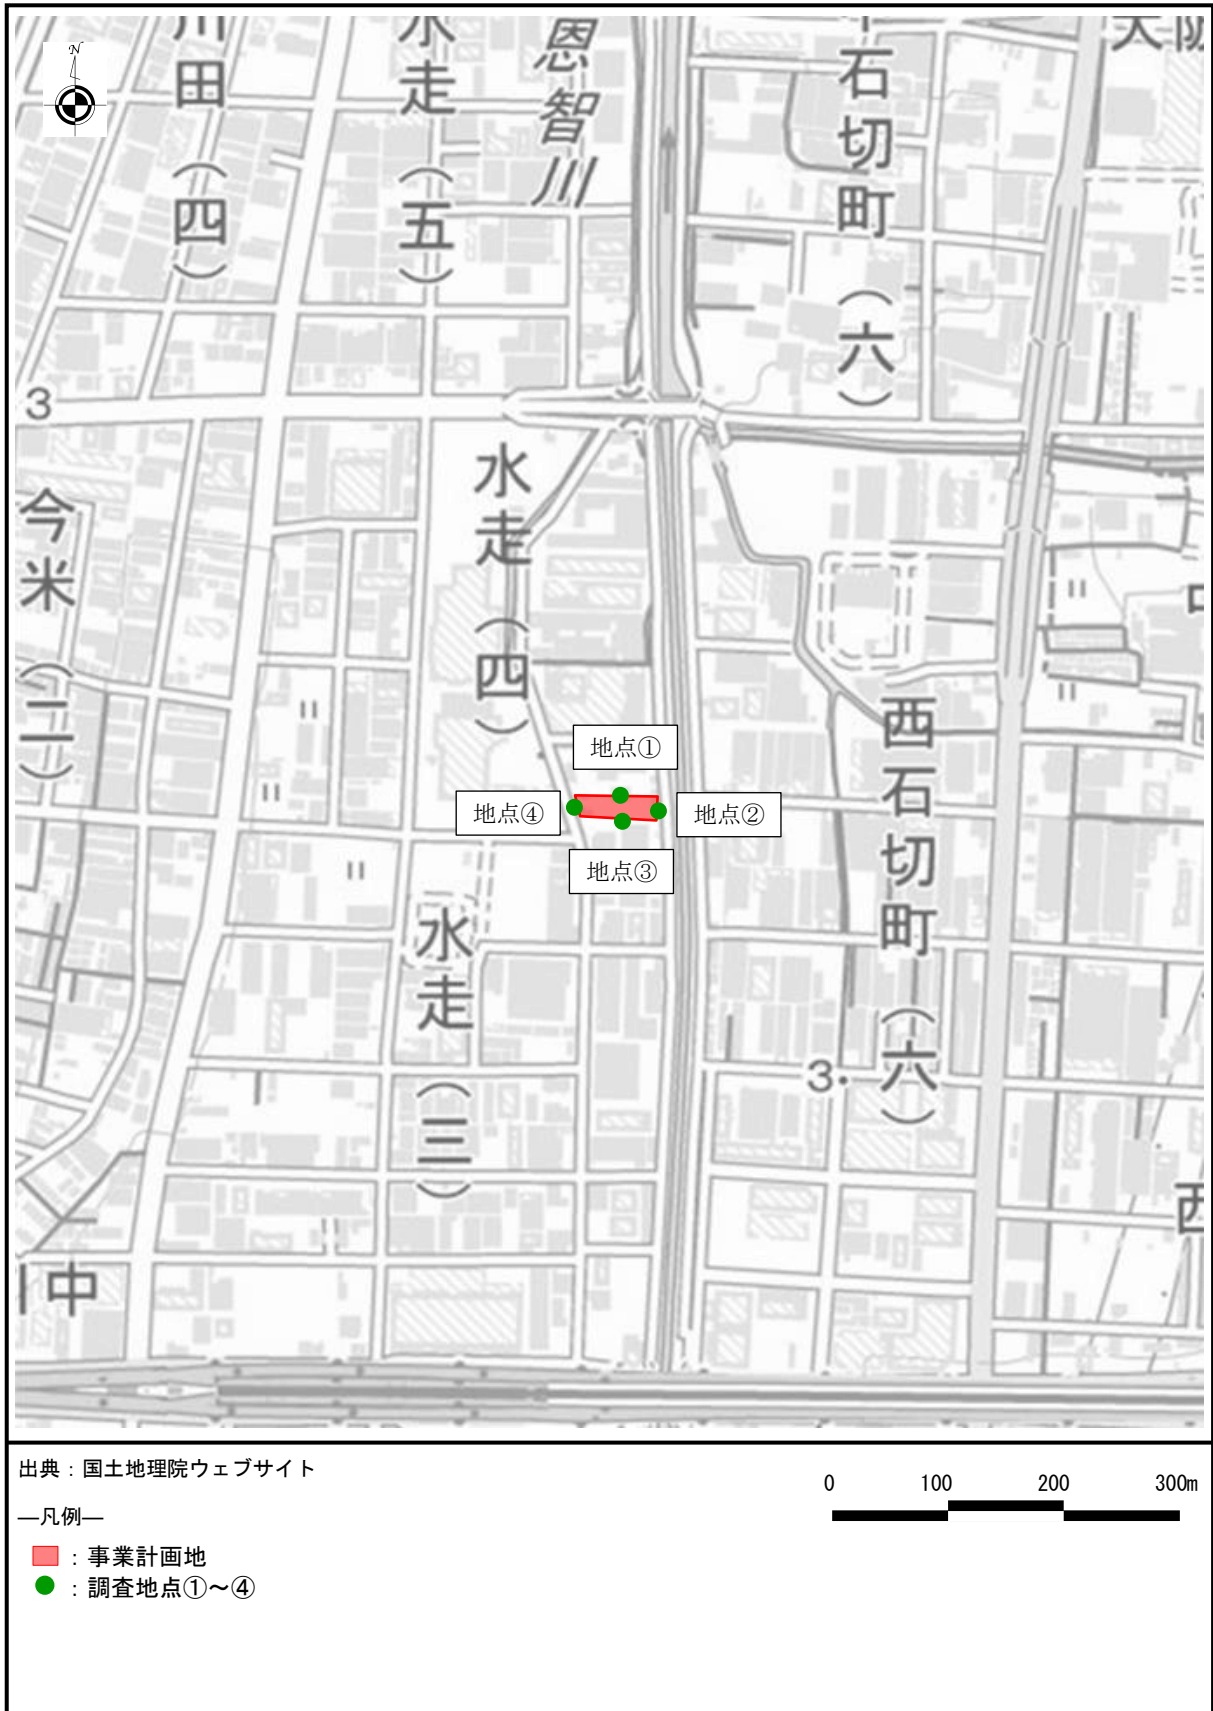 N
川田(四)
水走(五)
恩智川
石切町(六)
大阪
3
今米(二)
水走(四)
西石切町(六)
地点①
地点④
地点②
地点③
水走(三)
3
中
西
出典：国土地理院ウェブサイト
0 100 200 300m
―凡例―
：事業計画地
：調査地点①～④